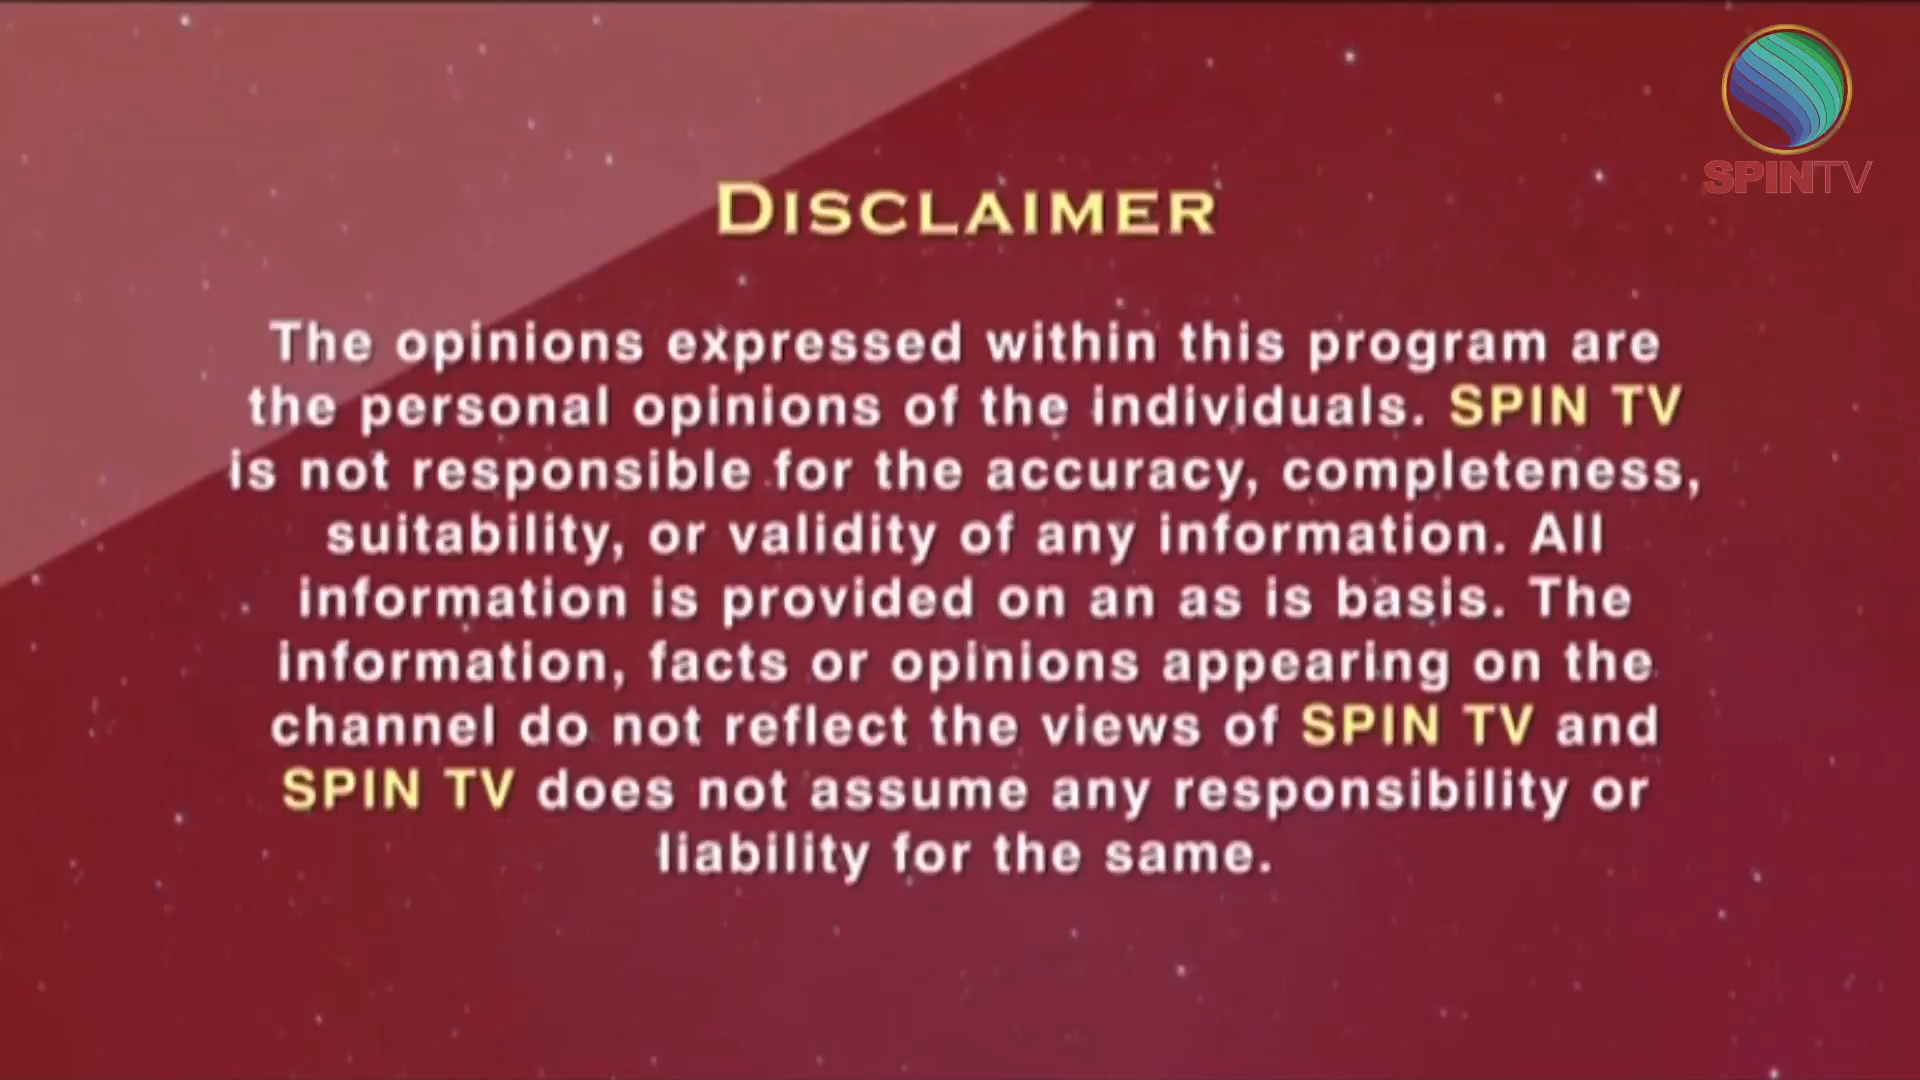 SPINTV
DISCLAIMER
The opinions expressed within this program are
the personal opinions of the individuals. SPIN TV
is not responsible for the accuracy, completeness,
suitability, or validity of any information. All
information is provided on an as is basis. The
information, facts or opinions appearing on the
channel do not reflect the views of SPIN TV and
SPIN TV does not assume any responsibility or
liability for the same.